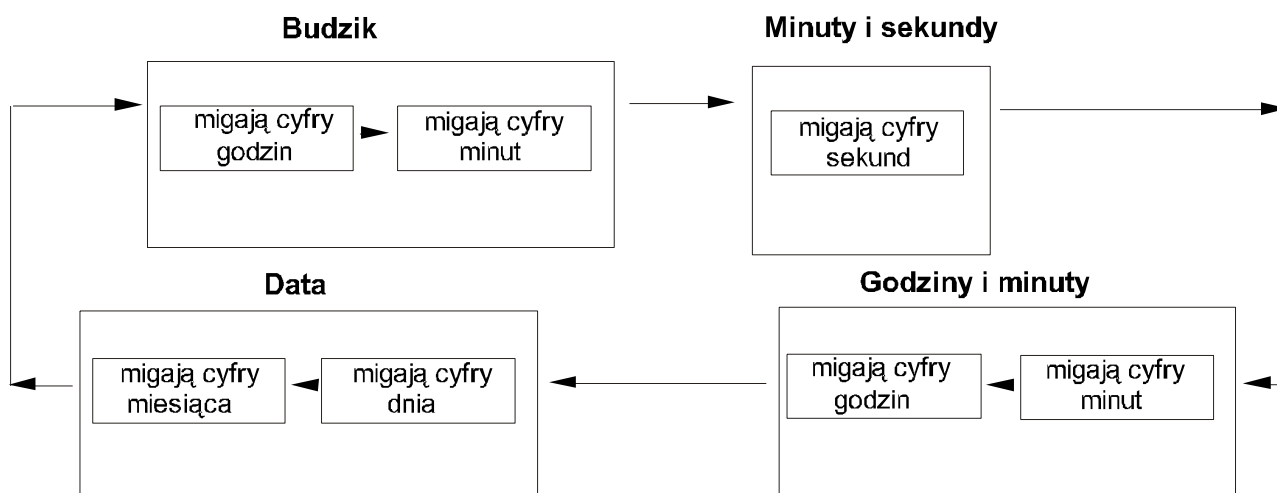 Budzik
migają cyfry
godzin
migają cyfry
minut
Minuty i sekundy
migają cyfry
sekund
Data
migają cyfry
miesiąca
migają cyfry
dnia
Godziny i minuty
migają cyfry
godzin
migają cyfry
minut